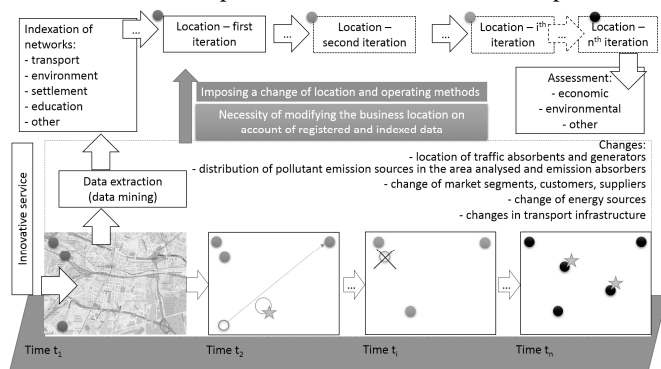 Indexation of
networks:
- transport
- environment
- settlement
- education
- other
...
Location – first
iteration
...
Location –
second iteration
...
Location – iᵗʰ
iteration
...
Location –
nᵗʰ iteration
Assessment:
- economic
- environmental
- other
Imposing a change of location and operating methods
Necessity of modifying the business location on
account of registered and indexed data
Innovative service
Data extraction
(data mining)
Changes:
- location of traffic absorbents and generators
- distribution of pollutant emission sources in the area analysed and emission absorbers
- change of market segments, customers, suppliers
- change of energy sources
- changes in transport infrastructure
...
...
Time t₁
Time t₂
Time tᵢ
Time tₙ